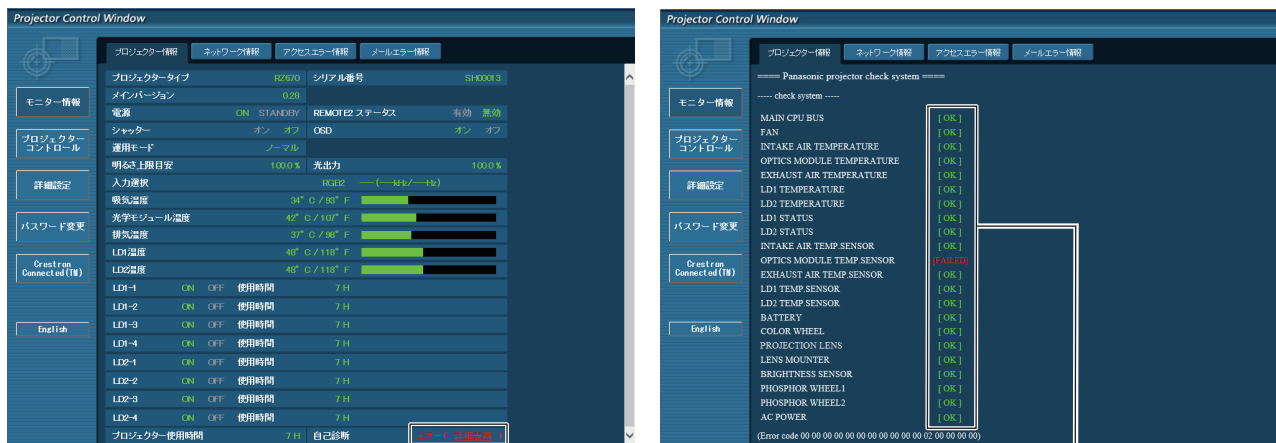 Projector Control Window
プロジェクター情報 ネットワーク情報 アクセスエラー情報 メールエラー情報
モニター情報
プロジェクター
コントロール
詳細設定
パスワード変更
Crestron
Connected(TM)
English
プロジェクタータイプ RZ670 シリアル番号 SH00013
メインバージョン 0.28
電源 ON STANDBY REMOTE2 ステータス 有効 無効
シャッター オン オフ OSD オン オフ
運用モード ノーマル
明るさ上限目安 100.0 % 光出力 100.0 %
入力選択 RGB2 ---(---kHz/---Hz)
吸気温度 34° C / 93° F
光学モジュール温度 42° C / 107° F
排気温度 37° C / 98° F
LD1温度 48° C / 118° F
LD2温度 48° C / 118° F
LD1-1 ON OFF 使用時間 7 H
LD1-2 ON OFF 使用時間 7 H
LD1-3 ON OFF 使用時間 7 H
LD1-4 ON OFF 使用時間 7 H
LD2-1 ON OFF 使用時間 7 H
LD2-2 ON OFF 使用時間 7 H
LD2-3 ON OFF 使用時間 7 H
LD2-4 ON OFF 使用時間 7 H
プロジェクター使用時間 7 H 自己診断 エラー ( 詳細参照 )
Projector Control Window
プロジェクター情報 ネットワーク情報 アクセスエラー情報 メールエラー情報
モニター情報
プロジェクター
コントロール
詳細設定
パスワード変更
Crestron
Connected(TM)
English
==== Panasonic projector check system ====
----- check system -----
MAIN CPU BUS [ OK ]
FAN [ OK ]
INTAKE AIR TEMPERATURE [ OK ]
OPTICS MODULE TEMPERATURE [ OK ]
EXHAUST AIR TEMPERATURE [ OK ]
LD1 TEMPERATURE [ OK ]
LD2 TEMPERATURE [ OK ]
LD1 STATUS [ OK ]
LD2 STATUS [ OK ]
INTAKE AIR TEMP.SENSOR [ OK ]
OPTICS MODULE TEMP.SENSOR [FAILED]
EXHAUST AIR TEMP.SENSOR [ OK ]
LD1 TEMP.SENSOR [ OK ]
LD2 TEMP.SENSOR [ OK ]
BATTERY [ OK ]
COLOR WHEEL [ OK ]
PROJECTION LENS [ OK ]
LENS MOUNTER [ OK ]
BRIGHTNESS SENSOR [ OK ]
PHOSPHOR WHEEL1 [ OK ]
PHOSPHOR WHEEL2 [ OK ]
AC POWER [ OK ]
(Error code 00 00 00 00 00 00 00 00 00 00 00 02 00 00 00 00)